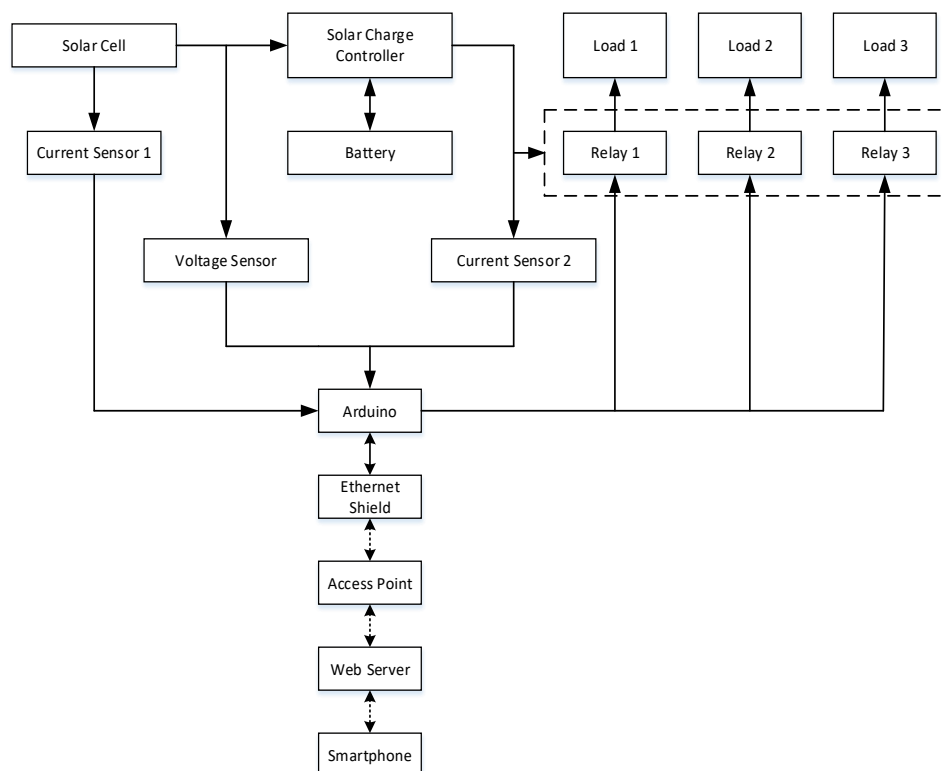 Solar Cell
Solar Charge
Controller
Load 1
Load 2
Load 3
Current Sensor 1
Battery
Relay 1
Relay 2
Relay 3
Voltage Sensor
Current Sensor 2
Arduino
Ethernet
Shield
Access Point
Web Server
Smartphone